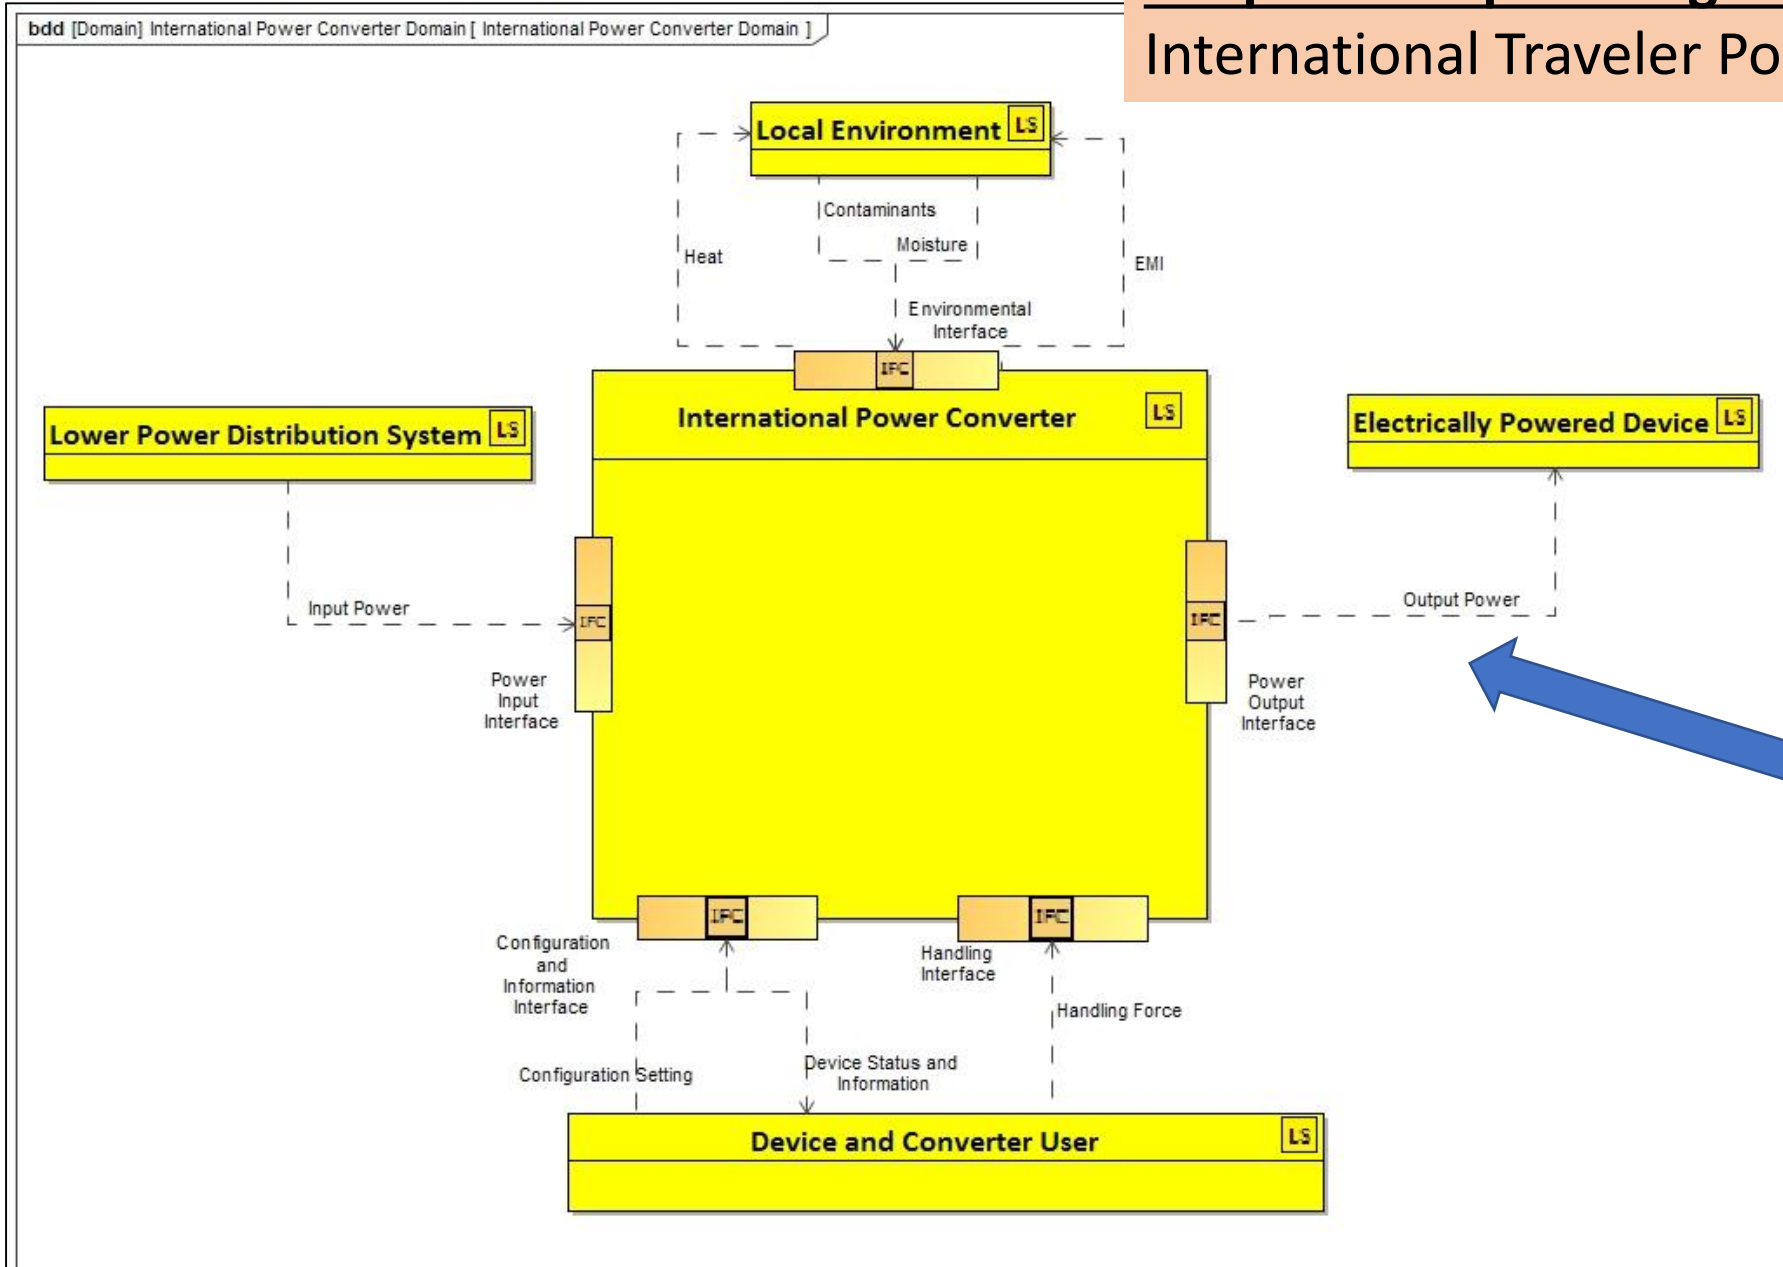 International Traveler Po
bdd [Domain] International Power Converter Domain [ International Power Converter Domain ]
Local Environment LS
Contaminants
Moisture
Heat
EMI
Environmental
Interface
IFC
International Power Converter LS
Lower Power Distribution System LS
Electrically Powered Device LS
Input Power
IFC
Power
Input
Interface
Output Power
IFC
Power
Output
Interface
IFC
IFC
Configuration
and
Information
Interface
Handling
Interface
Handling Force
Configuration Setting
Device Status and
Information
Device and Converter User LS